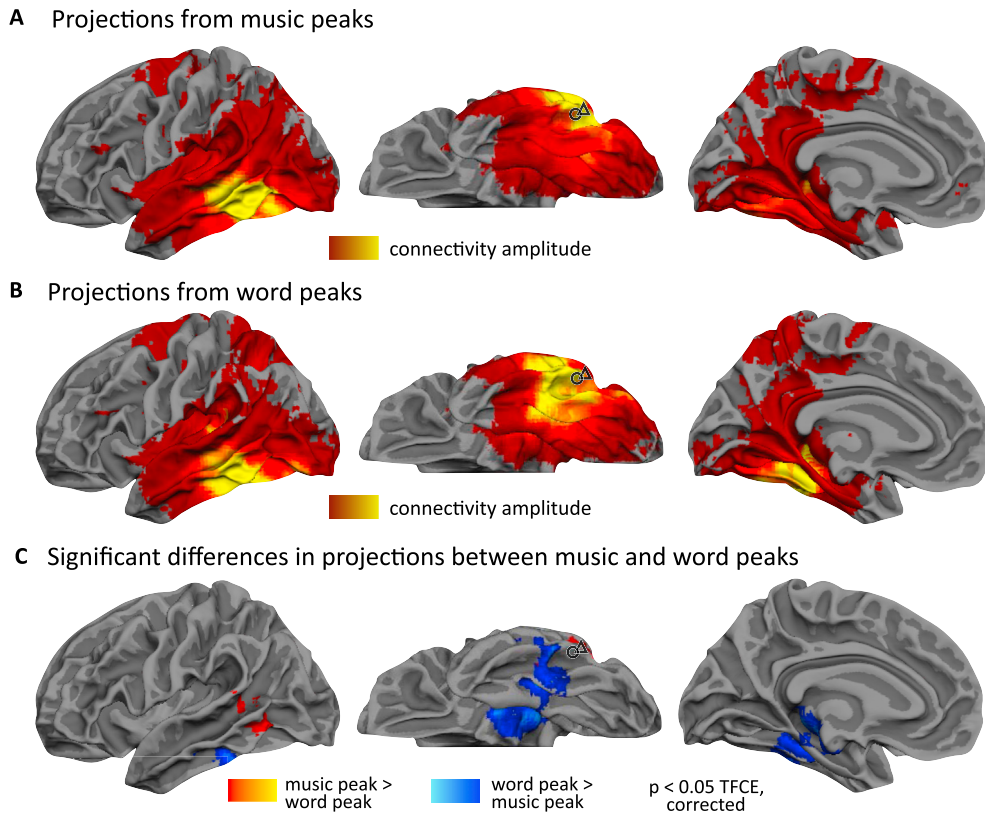 A Projections from music peaks
connectivity amplitude
B Projections from word peaks
connectivity amplitude
C Significant differences in projections between music and word peaks
music peak >
word peak
word peak >
music peak
p < 0.05 TFCE,
corrected